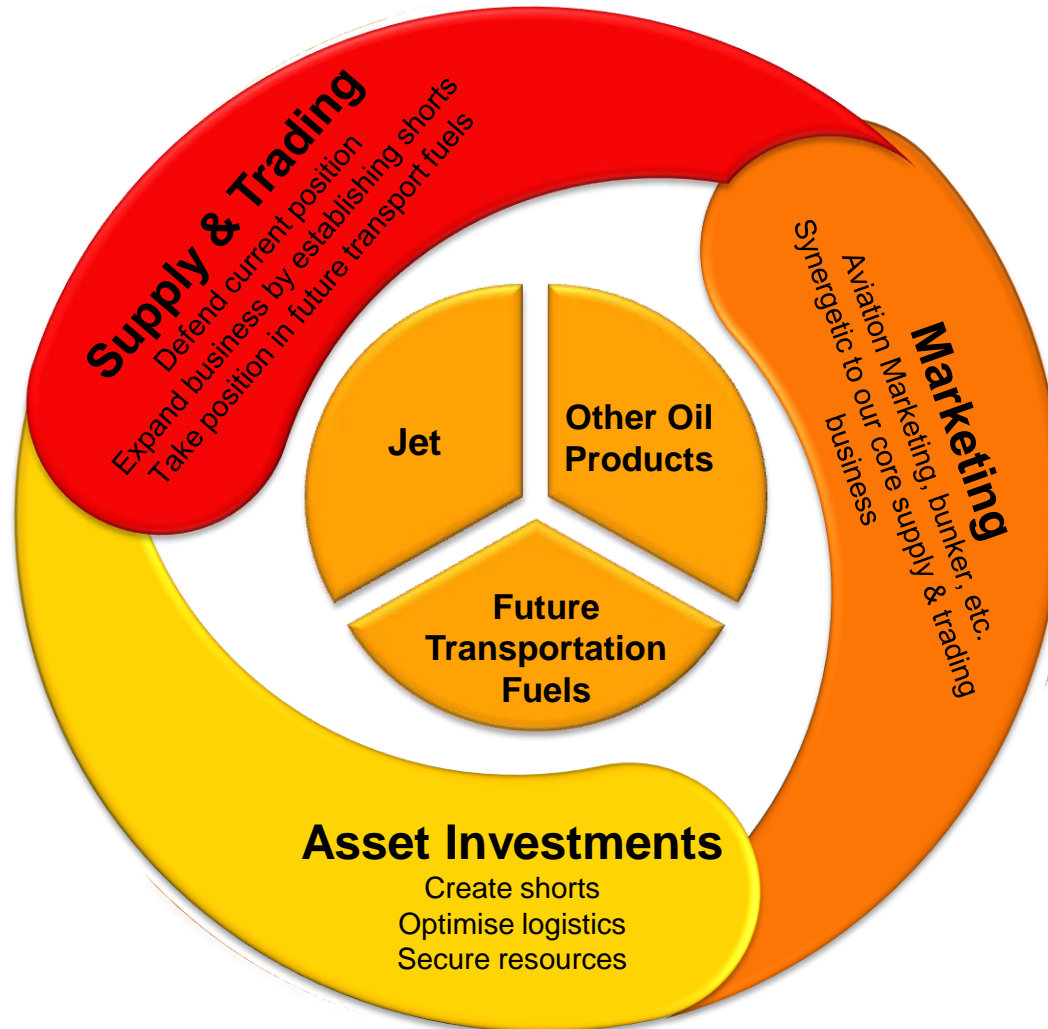 Supply & Trading
Defend current position
Expand business by establishing shorts
Take position in future transport fuels
Marketing
Aviation Marketing, bunker, etc.
Synergetic to our core supply & trading
business
Jet
Other Oil
Products
Future
Transportation
Fuels
Asset Investments
Create shorts
Optimise logistics
Secure resources